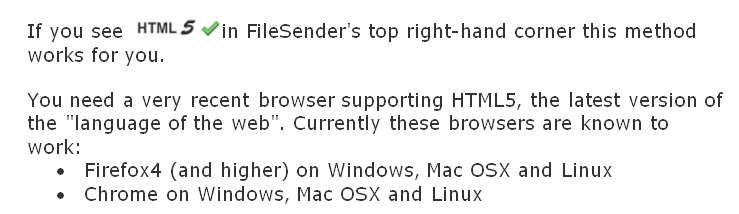 If you see HTML 5 ✔ in FileSender's top right-hand corner this method
works for you.
You need a very recent browser supporting HTML5, the latest version of
the "language of the web". Currently these browsers are known to
work:
• Firefox4 (and higher) on Windows, Mac OSX and Linux
• Chrome on Windows, Mac OSX and Linux